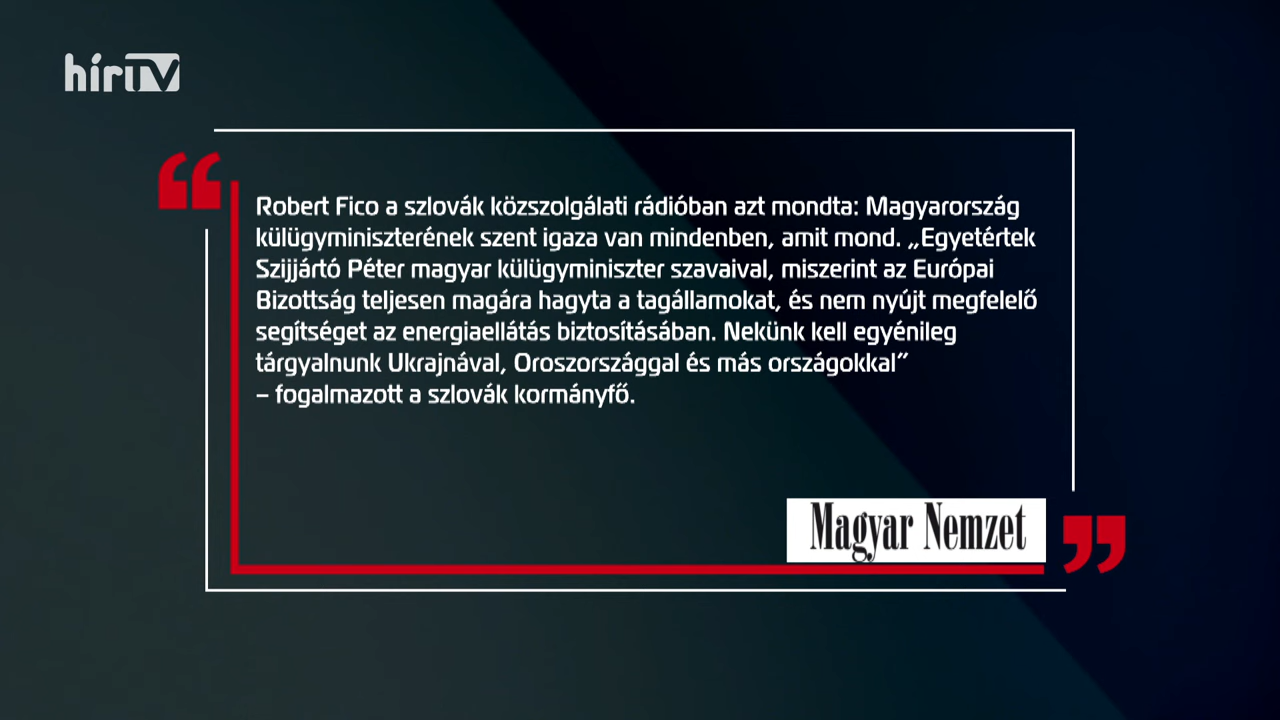 hírTV
Robert Fico a szlovák közszolgálati rádióban azt mondta: Magyarország
külügyminiszterének szent igaza van mindenben, amit mond. „Egyetértek
Szijjártó Péter magyar külügyminiszter szavaival, miszerint az Európai
Bizottság teljesen magára hagyta a tagállamokat, és nem nyújt megfelelő
segítséget az energiaellátás biztosításában. Nekünk kell egyénileg
tárgyalnunk Ukrajnával, Oroszországgal és más országokkal”
– fogalmazott a szlovák kormányfő.
Magyar Nemzet